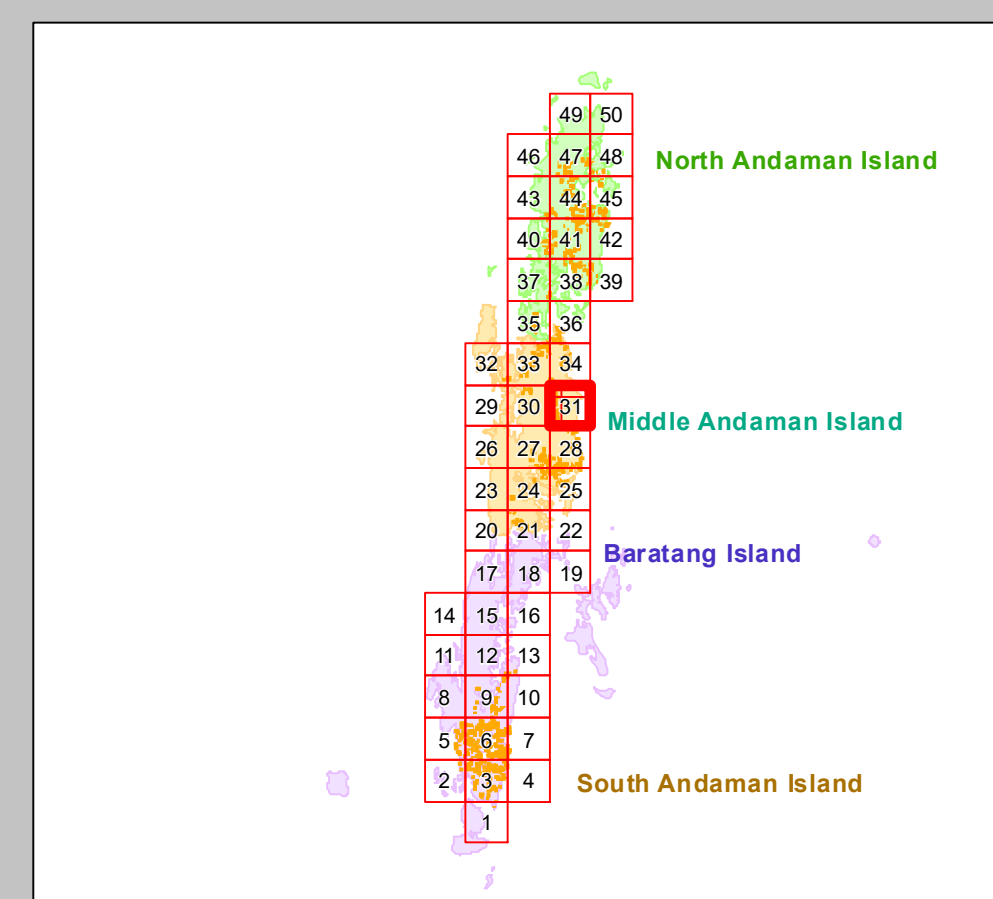 49 50
46 47 48
North Andaman Island
43 44 45
40 41 42
37 38 39
35 36
32 33 34
29 30 31
Middle Andaman Island
26 27 28
23 24 25
20 21 22
Baratang Island
17 18 19
14 15 16
11 12 13
8 9 10
5 6 7
2 3 4
South Andaman Island
1